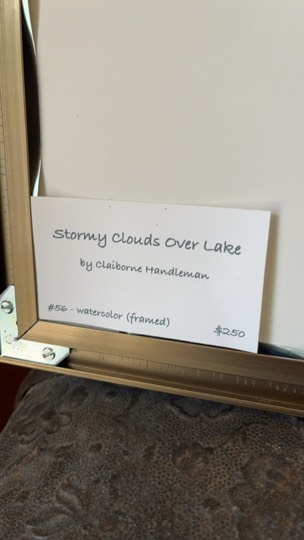 Stormy Clouds Over Lake
by Claiborne Handleman
#56 - watercolor (framed)
$250